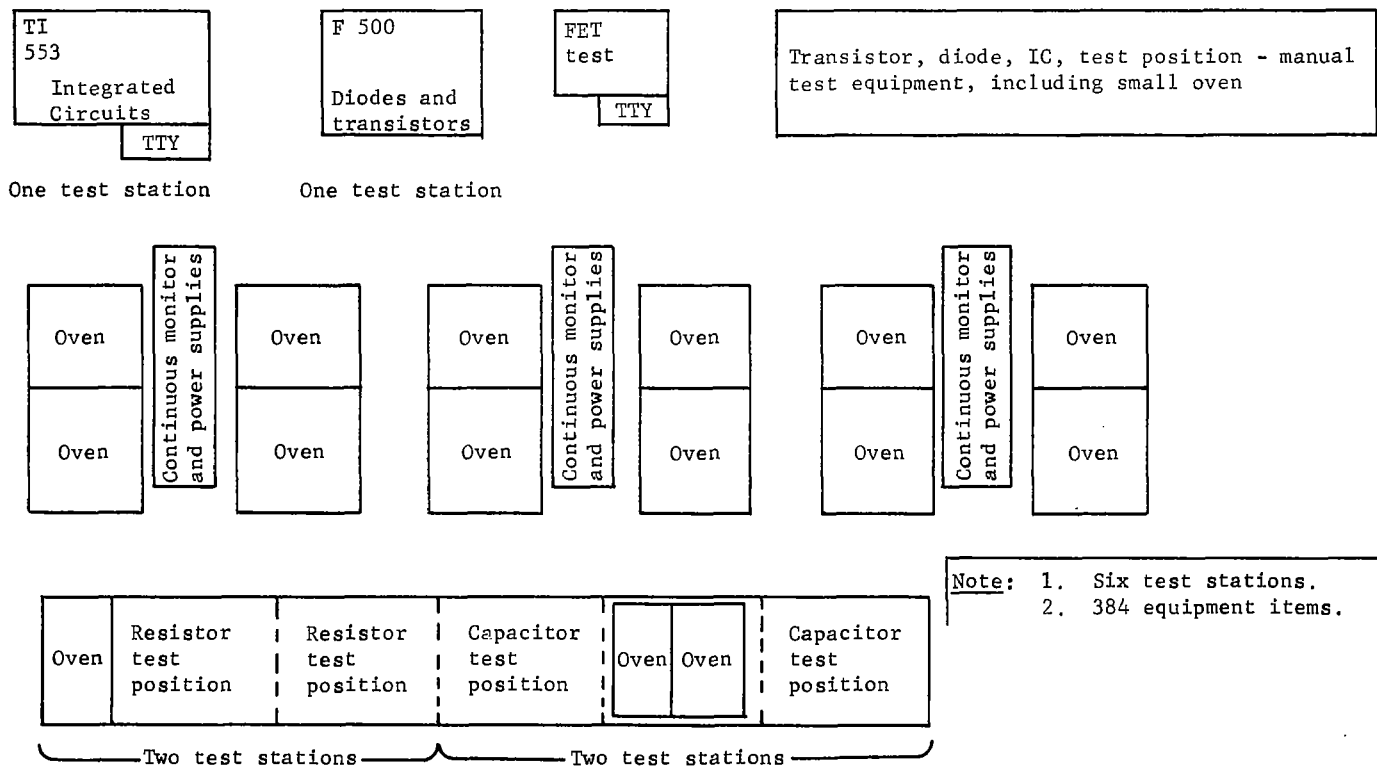 TI
553
Integrated
Circuits
TTY
One test station
F 500
Diodes and
transistors
One test station
FET
test
TTY
Transistor, diode, IC, test position - manual
test equipment, including small oven
Oven
Oven
Continuous monitor
and power supplies
Oven
Oven
Oven
Oven
Continuous monitor
and power supplies
Oven
Oven
Oven
Oven
Continuous monitor
and power supplies
Oven
Oven
Note: 1. Six test stations.
2. 384 equipment items.
Oven
Resistor
test
position
Resistor
test
position
Capacitor
test
position
Oven
Oven
Capacitor
test
position
Two test stations
Two test stations